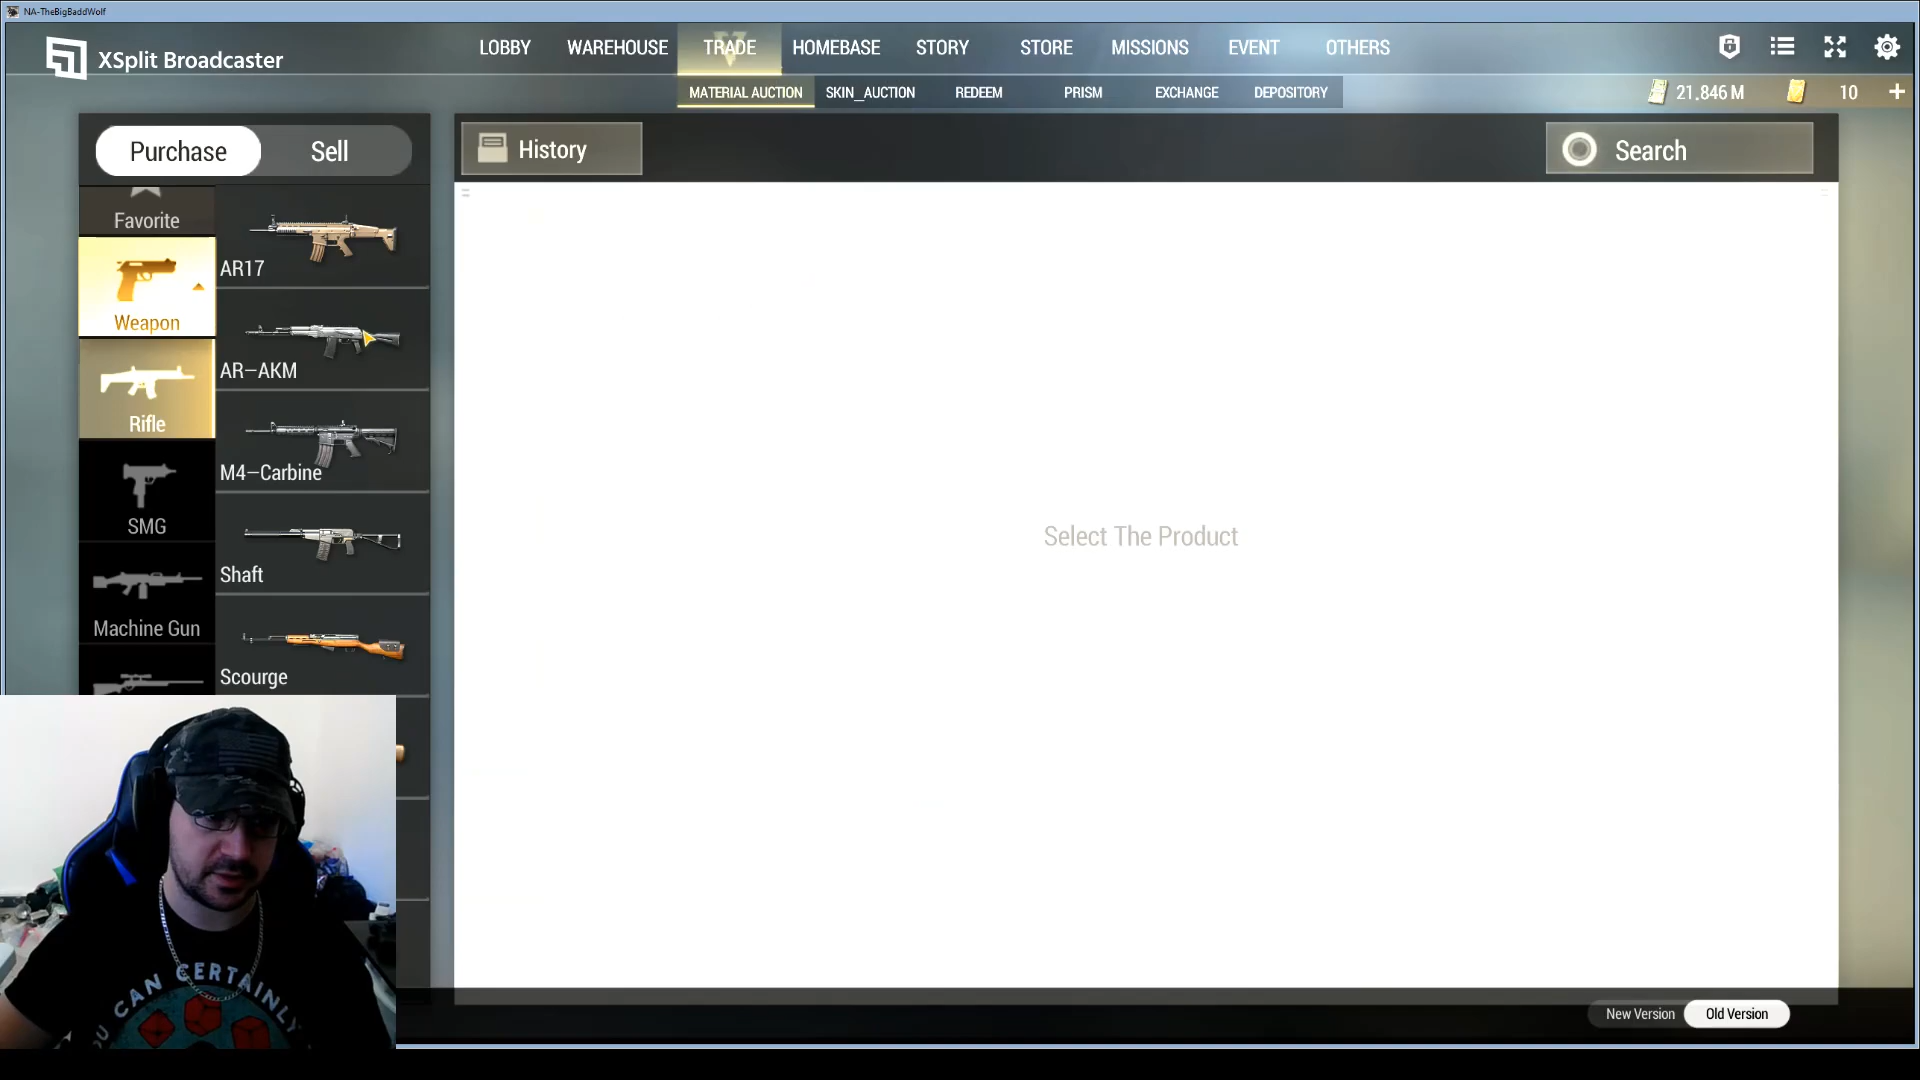 NA-TheBigBaddWolf
XSplit Broadcaster
LOBBY WAREHOUSE TRADE HOMEBASE STORY STORE MISSIONS EVENT OTHERS
MATERIAL AUCTION SKIN_AUCTION REDEEM PRISM EXCHANGE DEPOSITORY
21.846 M 10 +
Purchase Sell
History
Search
Favorite
AR17
Weapon
AR-AKM
Rifle
M4-Carbine
SMG
Shaft
Machine Gun
Scourge
Select The Product
CAN CERTAINLY
New Version Old Version